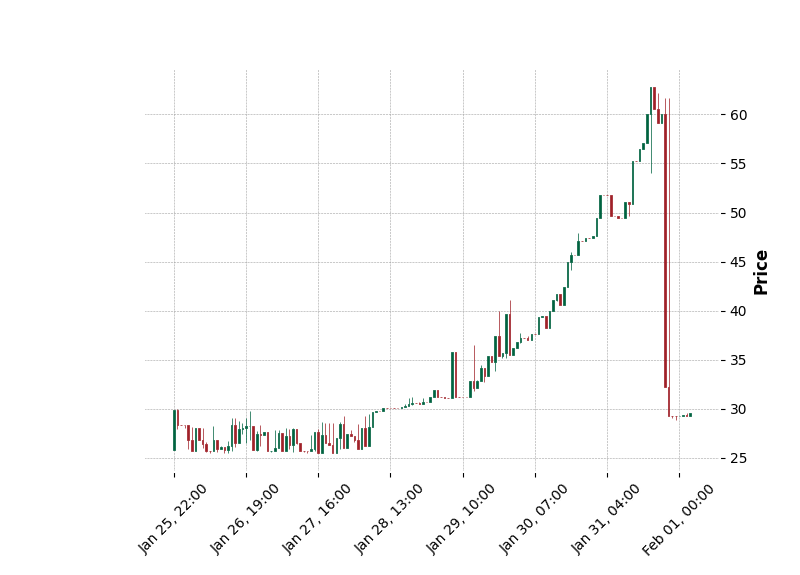 60
55
50
45
40
35
30
25
Price
Jan 25, 22:00
Jan 26, 19:00
Jan 27, 16:00
Jan 28, 13:00
Jan 29, 10:00
Jan 30, 07:00
Jan 31, 04:00
Feb 01, 00:00